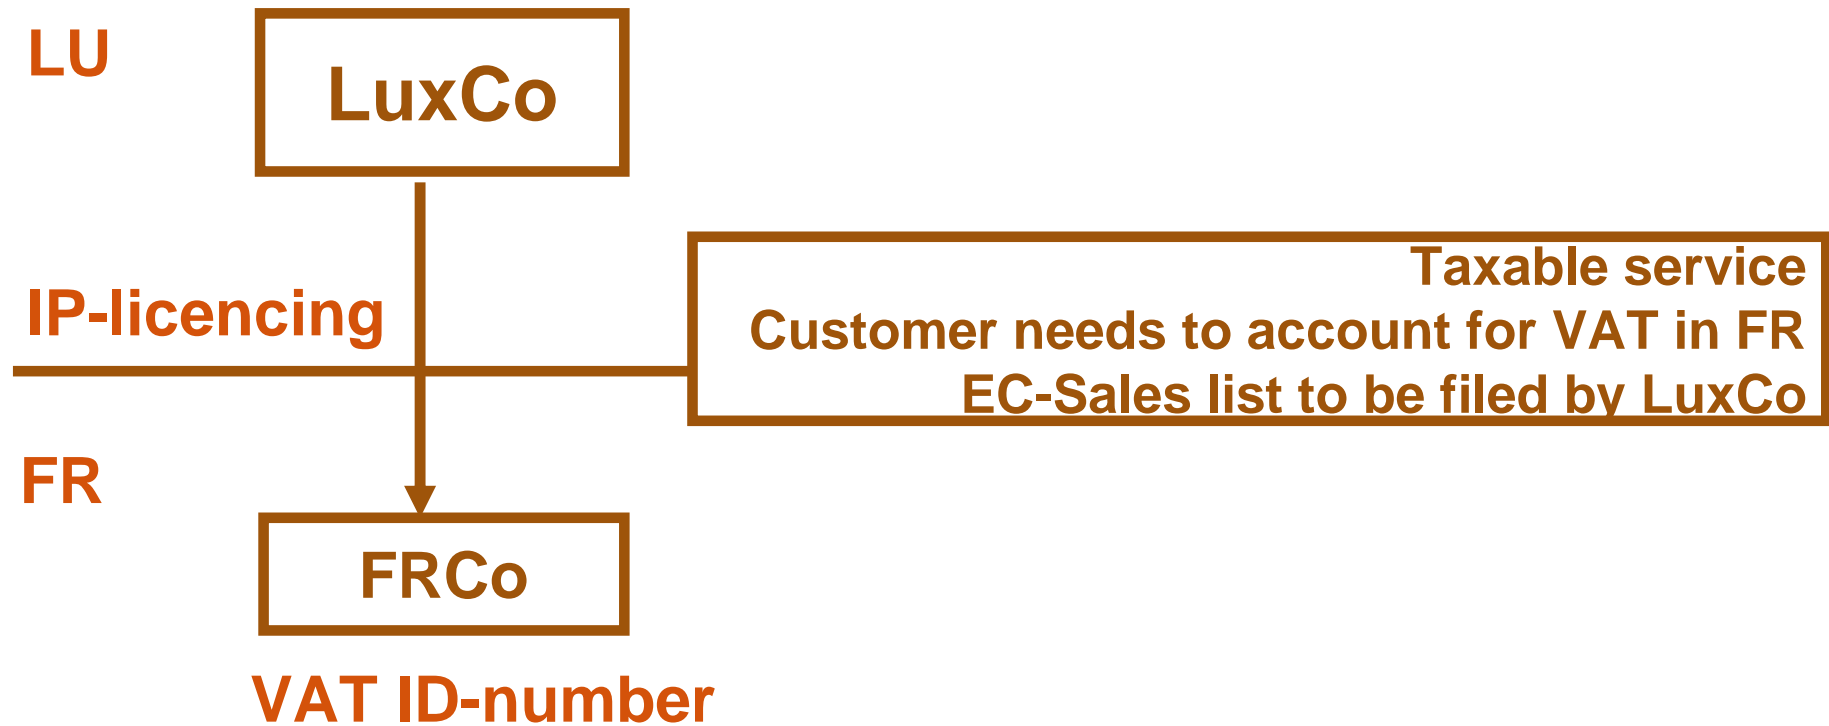 LU
LuxCo
IP-licencing
Taxable service
Customer needs to account for VAT in FR
EC-Sales list to be filed by LuxCo
FR
FRCo
VAT ID-number